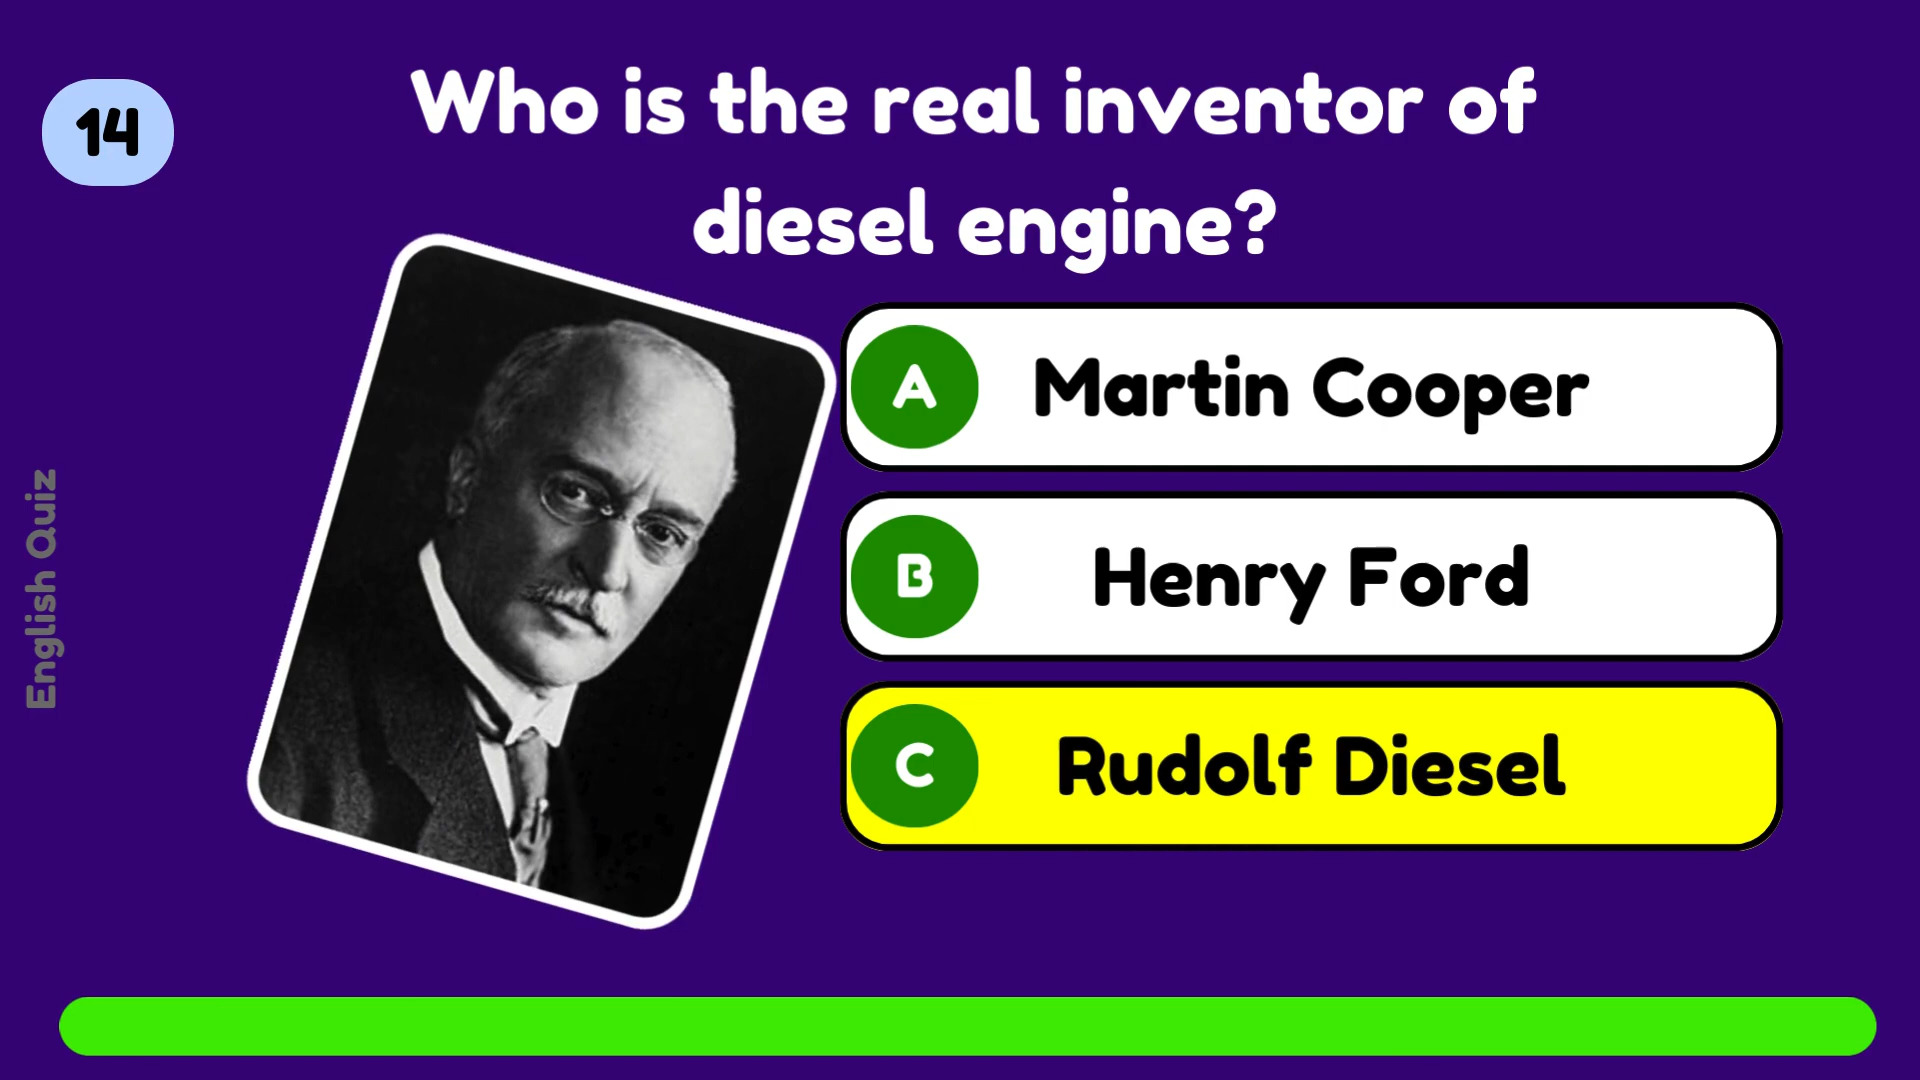 14
Who is the real inventor of
diesel engine?
A Martin Cooper
B Henry Ford
C Rudolf Diesel
English Quiz